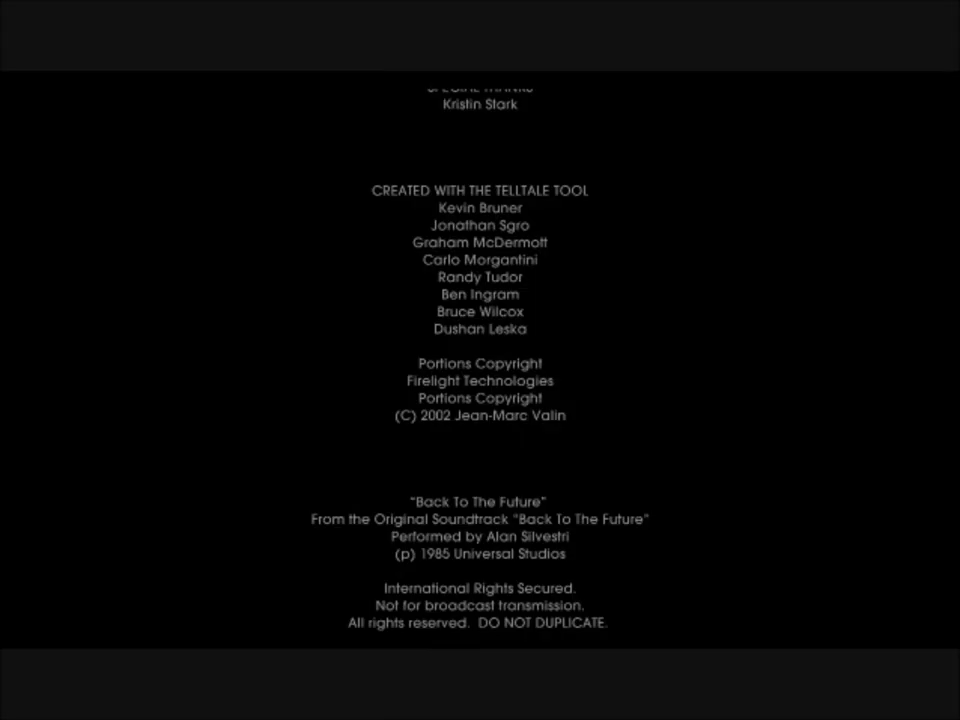 SPECIAL THANKS
Kristin Stark
CREATED WITH THE TELLTALE TOOL
Kevin Bruner
Jonathan Sgro
Graham McDermott
Carlo Morgantini
Randy Tudor
Ben Ingram
Bruce Wilcox
Dushan Leska
Portions Copyright
Firelight Technologies
Portions Copyright
(C) 2002 Jean-Marc Valin
"Back To The Future"
From the Original Soundtrack "Back To The Future"
Performed by Alan Silvestri
(p) 1985 Universal Studios
International Rights Secured.
Not for broadcast transmission.
All rights reserved.  DO NOT DUPLICATE.